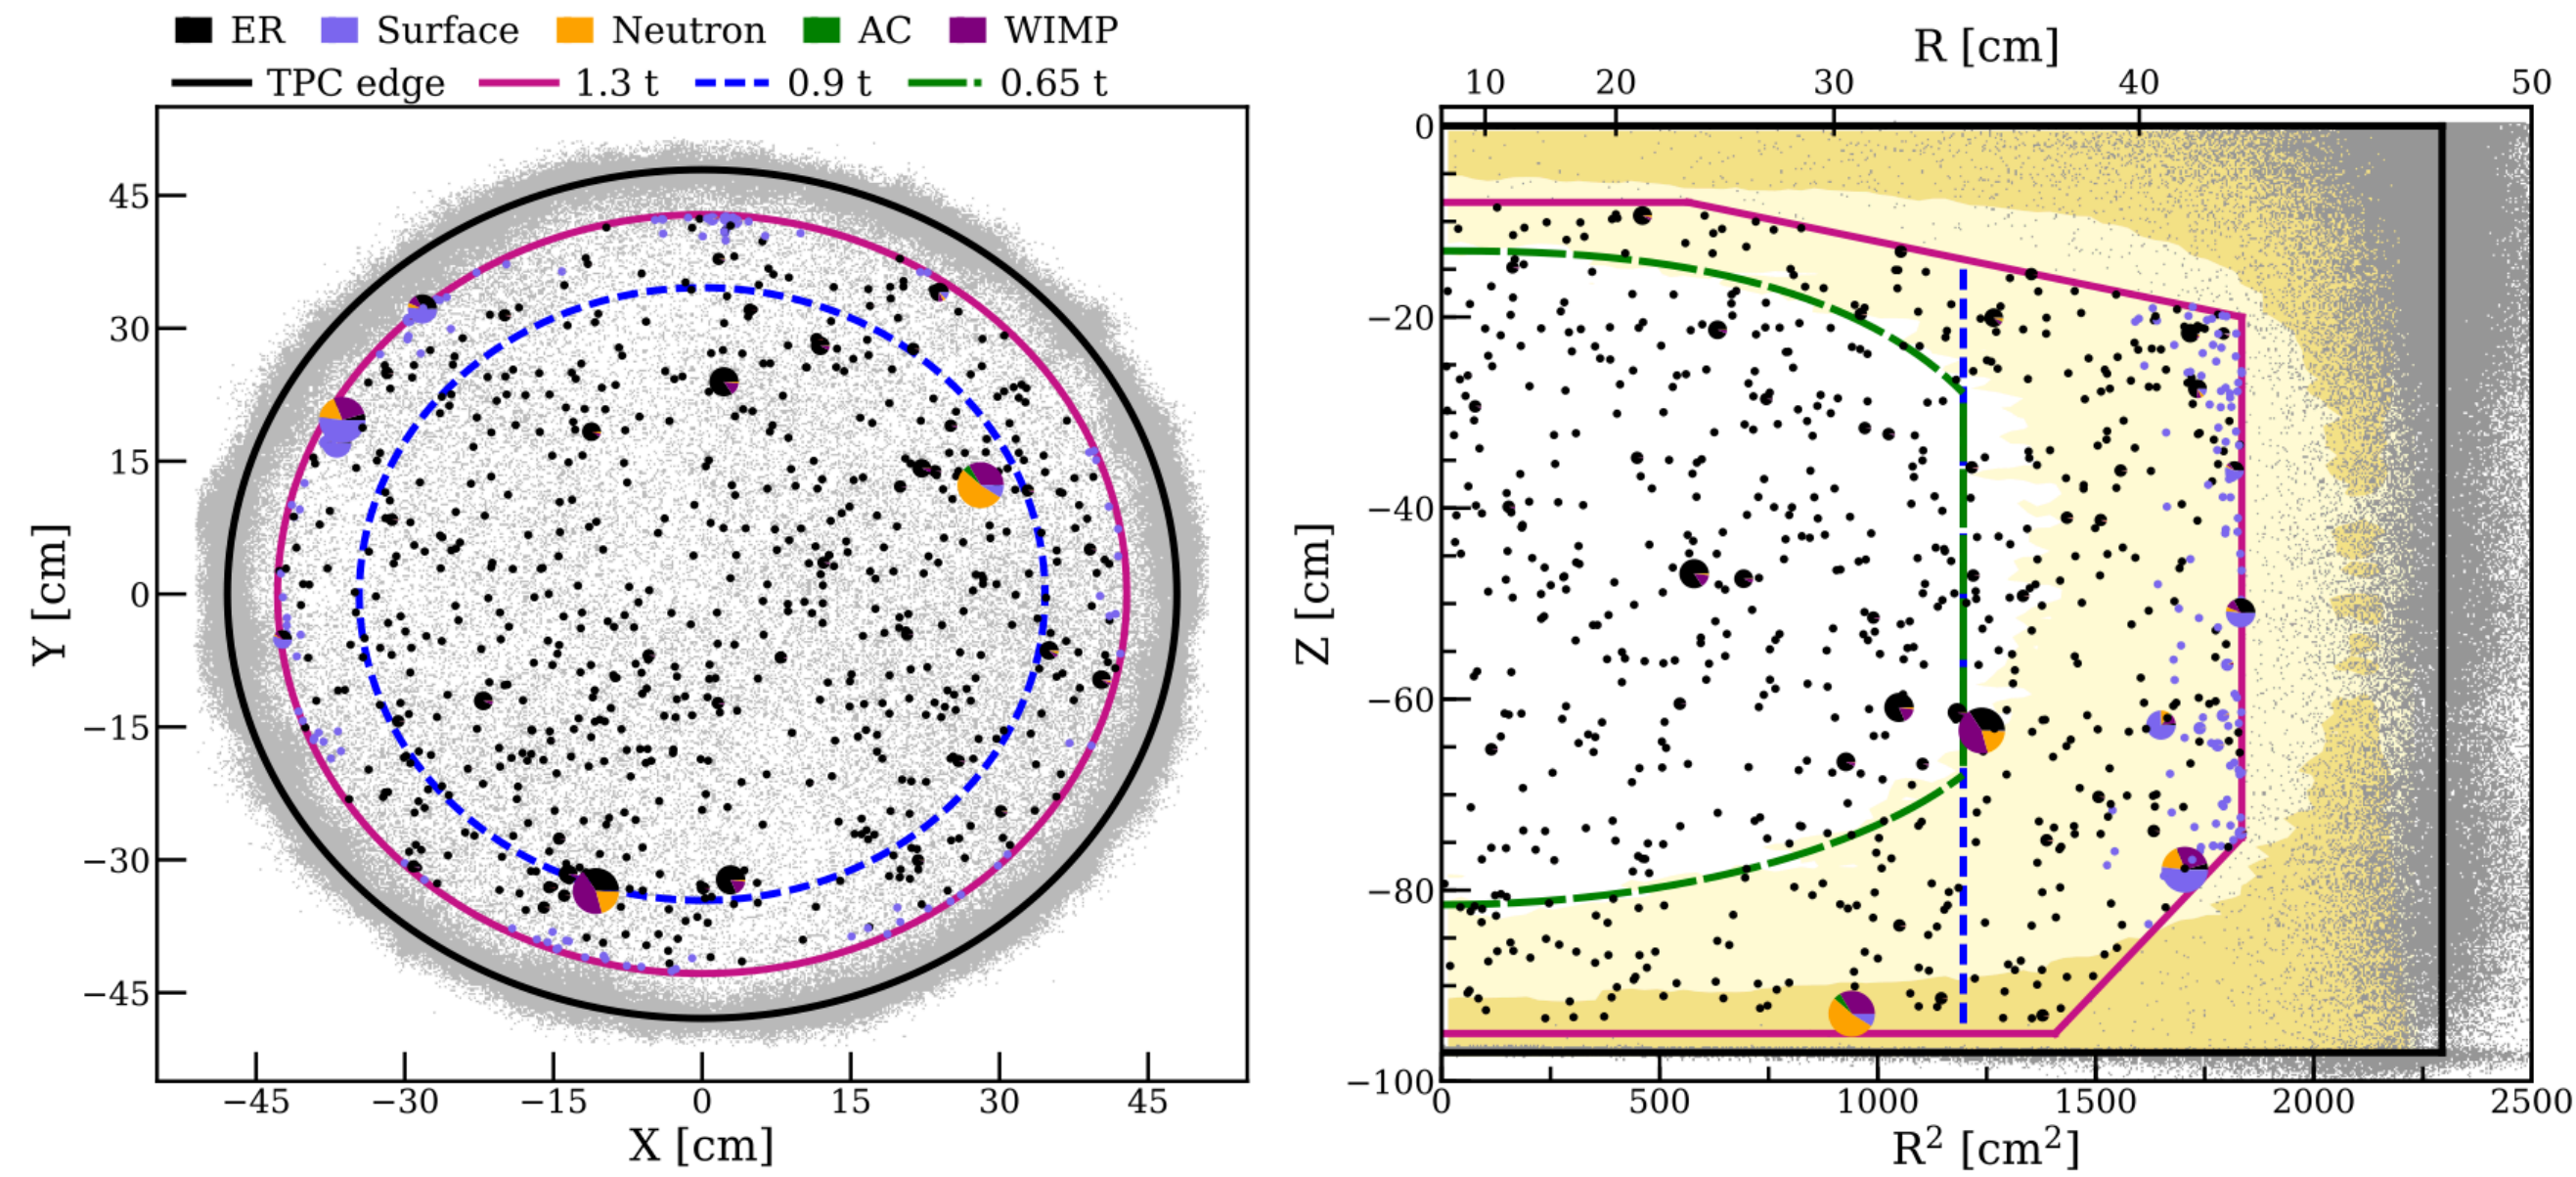 ER Surface Neutron AC WIMP
TPC edge 1.3 t 0.9 t 0.65 t
45
30
15
0
−15
−30
−45
Y [cm]
−45 −30 −15 0 15 30 45
X [cm]
R [cm]
10 20 30 40 50
0
−20
−40
−60
−80
−100
Z [cm]
0 500 1000 1500 2000 2500
R² [cm²]